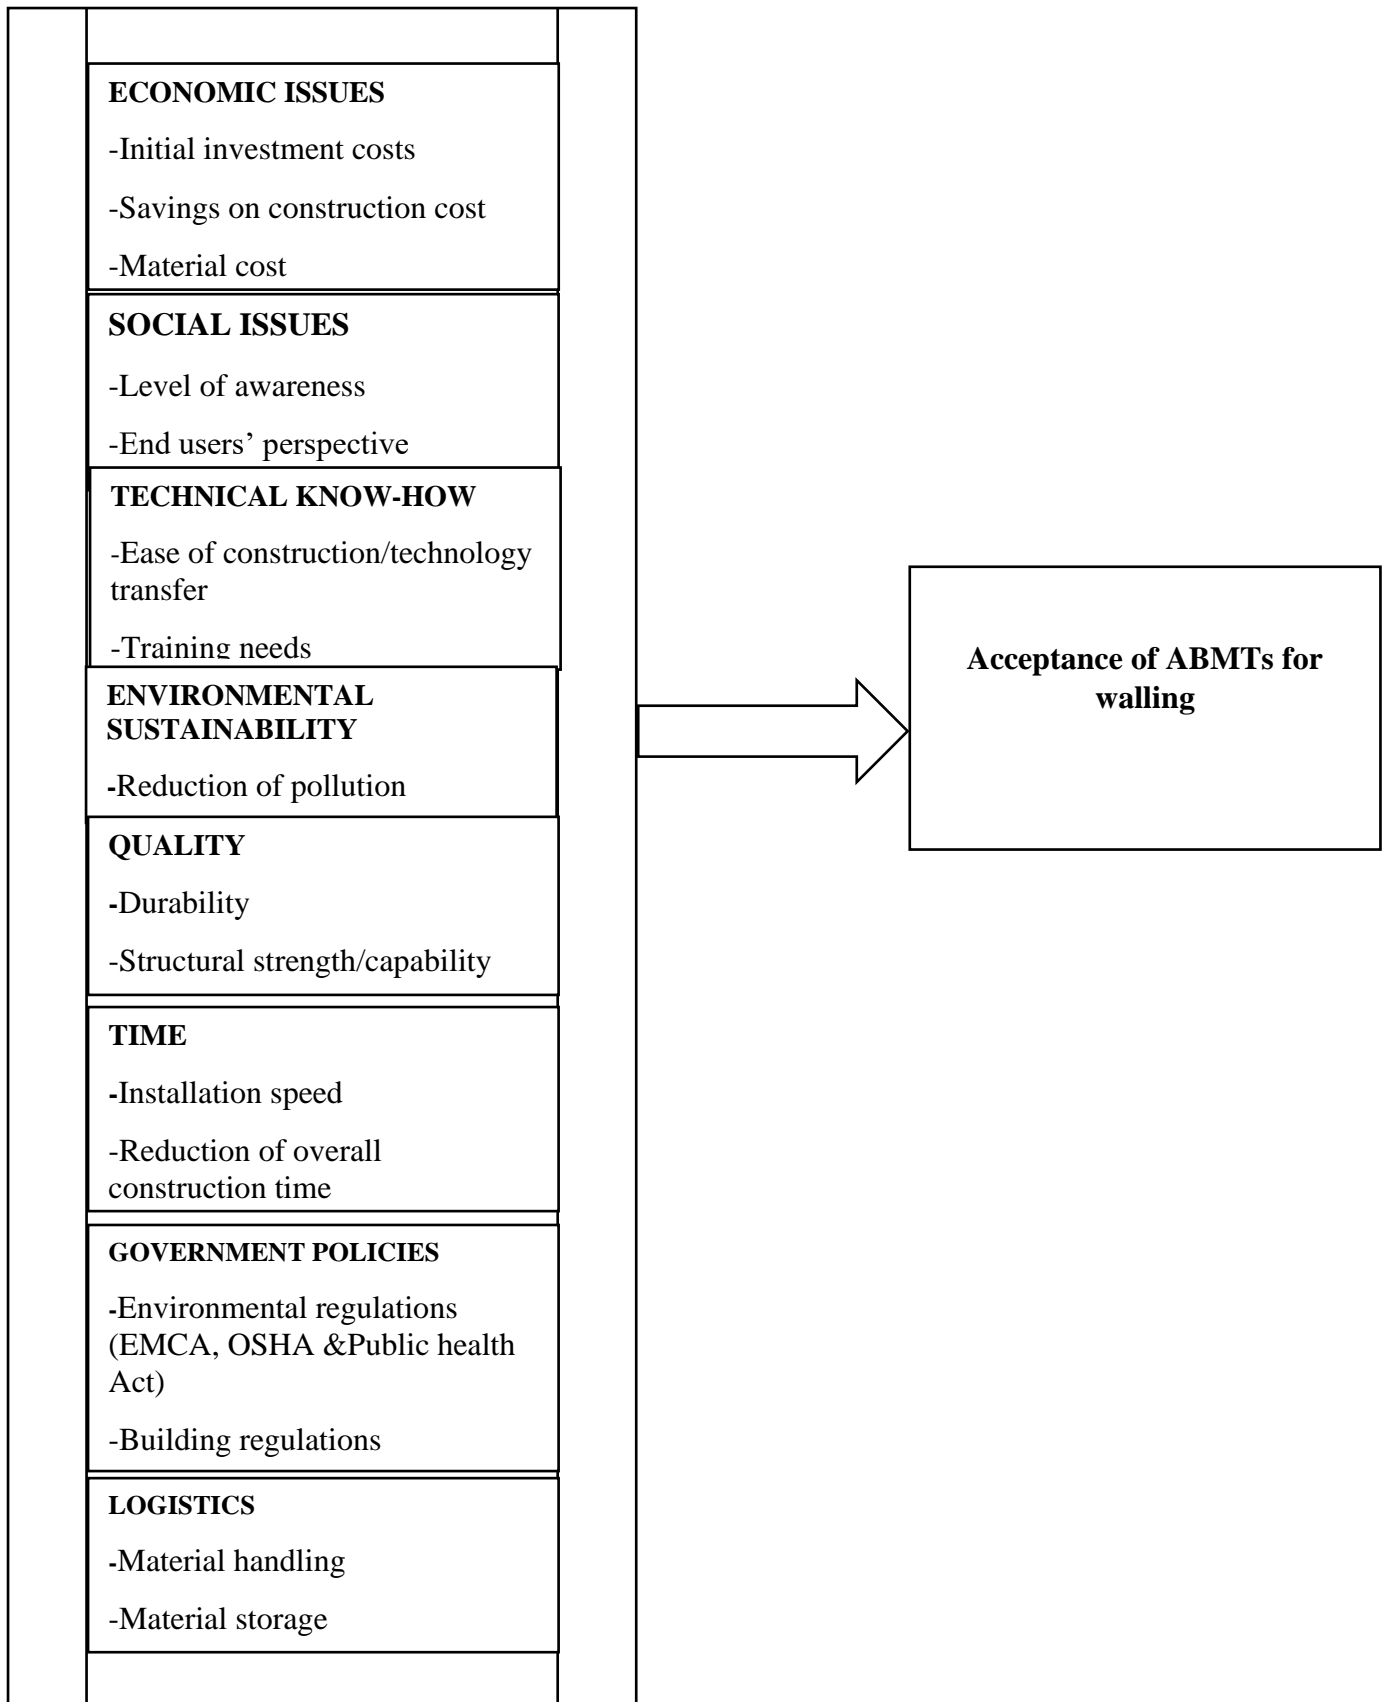 ECONOMIC ISSUES
-Initial investment costs
-Savings on construction cost
-Material cost
SOCIAL ISSUES
-Level of awareness
-End users’ perspective
TECHNICAL KNOW-HOW
-Ease of construction/technology
transfer
-Training needs
ENVIRONMENTAL
SUSTAINABILITY
-Reduction of pollution
QUALITY
-Durability
-Structural strength/capability
TIME
-Installation speed
-Reduction of overall
construction time
GOVERNMENT POLICIES
-Environmental regulations
(EMCA, OSHA &Public health
Act)
-Building regulations
LOGISTICS
-Material handling
-Material storage
Acceptance of ABMTs for
walling